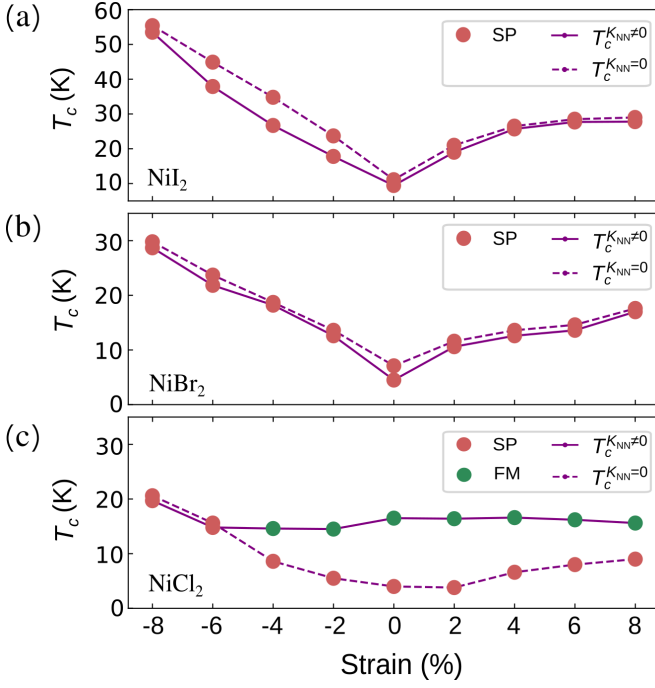 (a)
60
50
40
30
20
10
T_c (K)
SP
T_c^{K_NN≠0}
T_c^{K_NN=0}
NiI₂
(b)
30
20
10
0
T_c (K)
SP
T_c^{K_NN≠0}
T_c^{K_NN=0}
NiBr₂
(c)
30
20
10
0
T_c (K)
SP
FM
T_c^{K_NN≠0}
T_c^{K_NN=0}
NiCl₂
-8 -6 -4 -2 0 2 4 6 8
Strain (%)